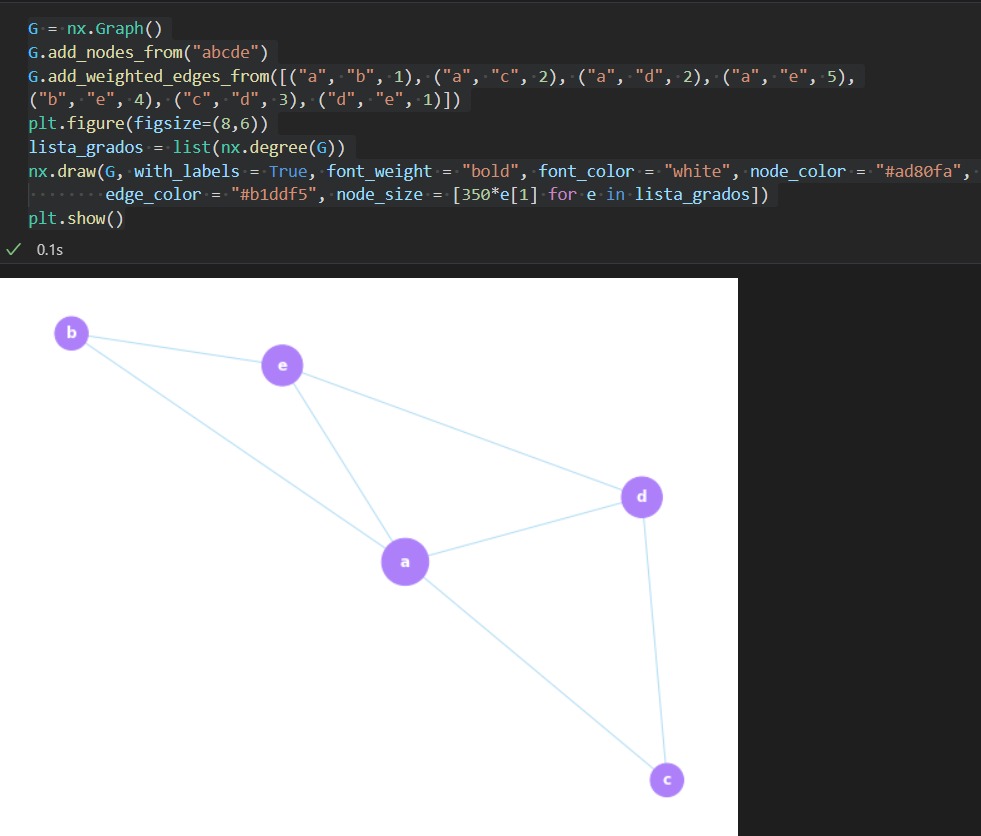 G = nx.Graph()
G.add_nodes_from("abcde")
G.add_weighted_edges_from([("a", "b", 1), ("a", "c", 2), ("a", "d", 2), ("a", "e", 5),
("b", "e", 4), ("c", "d", 3), ("d", "e", 1)])
plt.figure(figsize=(8,6))
lista_grados = list(nx.degree(G))
nx.draw(G, with_labels = True, font_weight = "bold", font_color = "white", node_color = "#ad80fa",
edge_color = "#b1ddf5", node_size = [350*e[1] for e in lista_grados])
plt.show()
0.1s
b
e
d
a
c